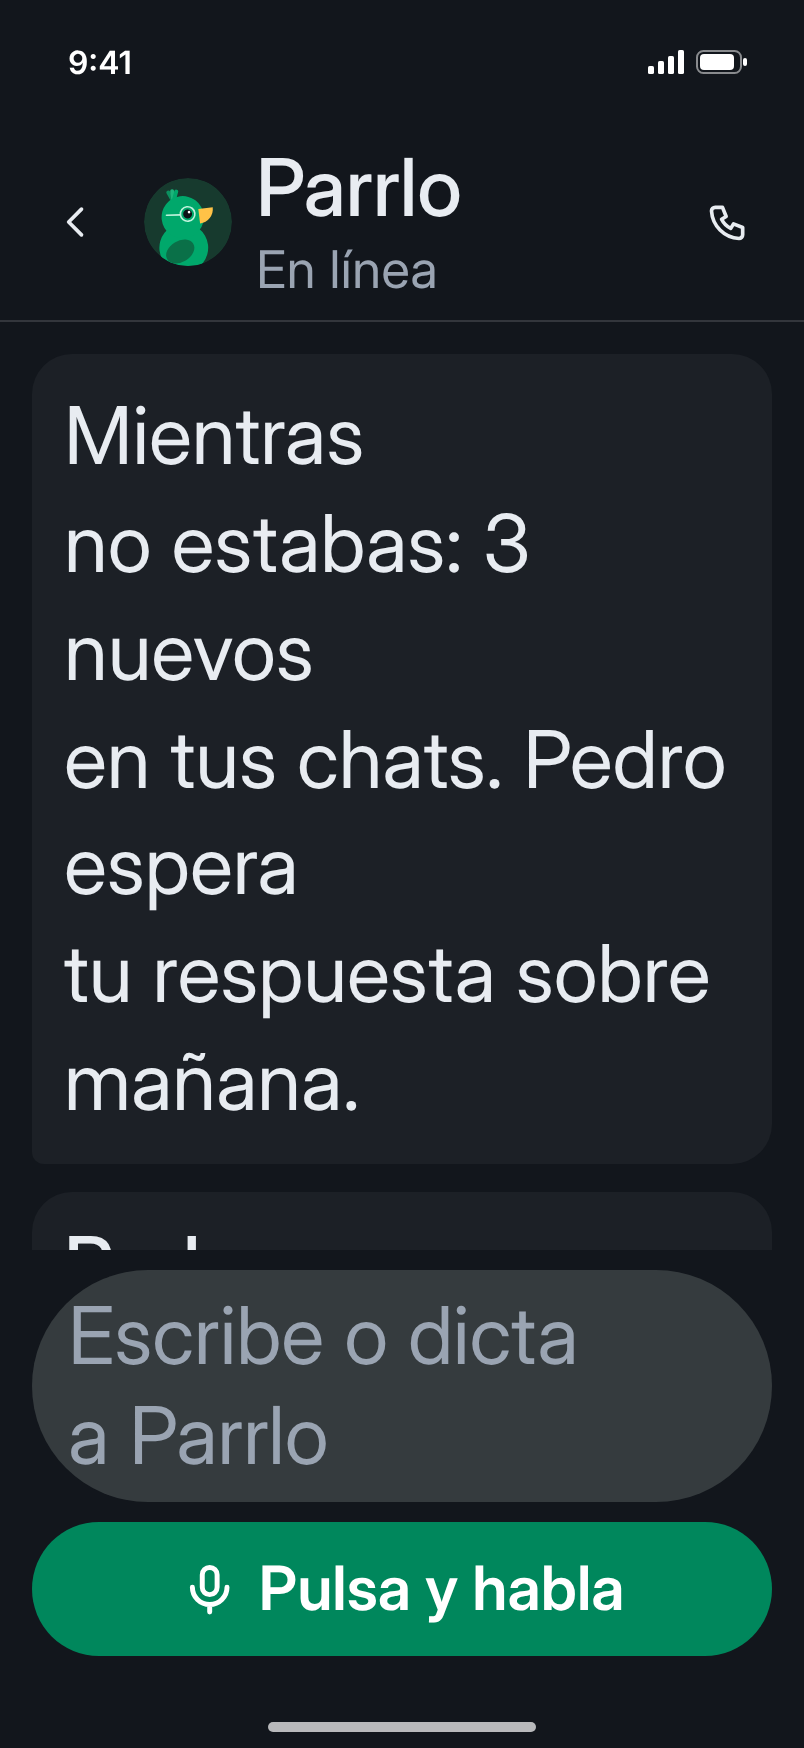 9:41
Parrlo
En línea
Mientras
no estabas: 3
nuevos
en tus chats. Pedro
espera
tu respuesta sobre
mañana.
Escribe o dicta
a Parrlo
Pulsa y habla